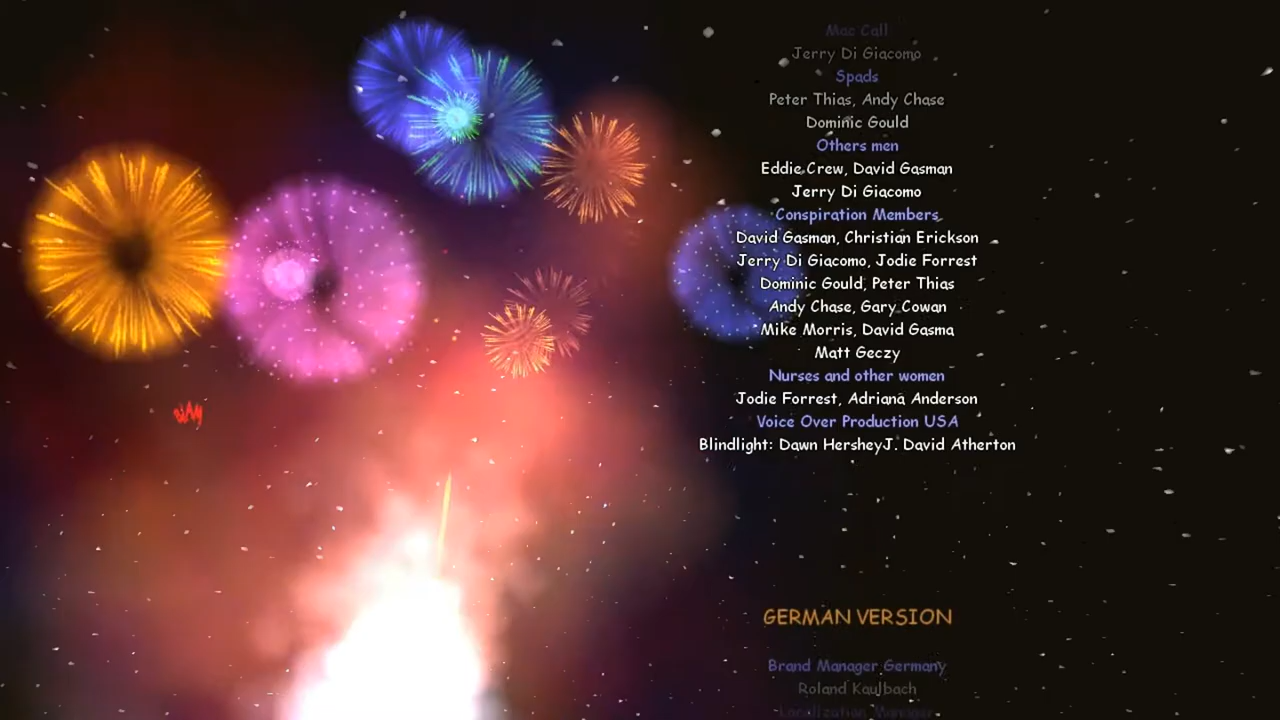 Mac Call
Jerry Di Giacomo
Spads
Peter Thias, Andy Chase
Dominic Gould
Others men
Eddie Crew, David Gasman
Jerry Di Giacomo
Conspiration Members
David Gasman, Christian Erickson
Jerry Di Giacomo, Jodie Forrest
Dominic Gould, Peter Thias
Andy Chase, Gary Cowan
Mike Morris, David Gasma
Matt Geczy
Nurses and other women
Jodie Forrest, Adriana Anderson
Voice Over Production USA
Blindlight: Dawn HersheyJ. David Atherton
GERMAN VERSION
Brand Manager Germany
Roland Kaulbach
Localization Manager